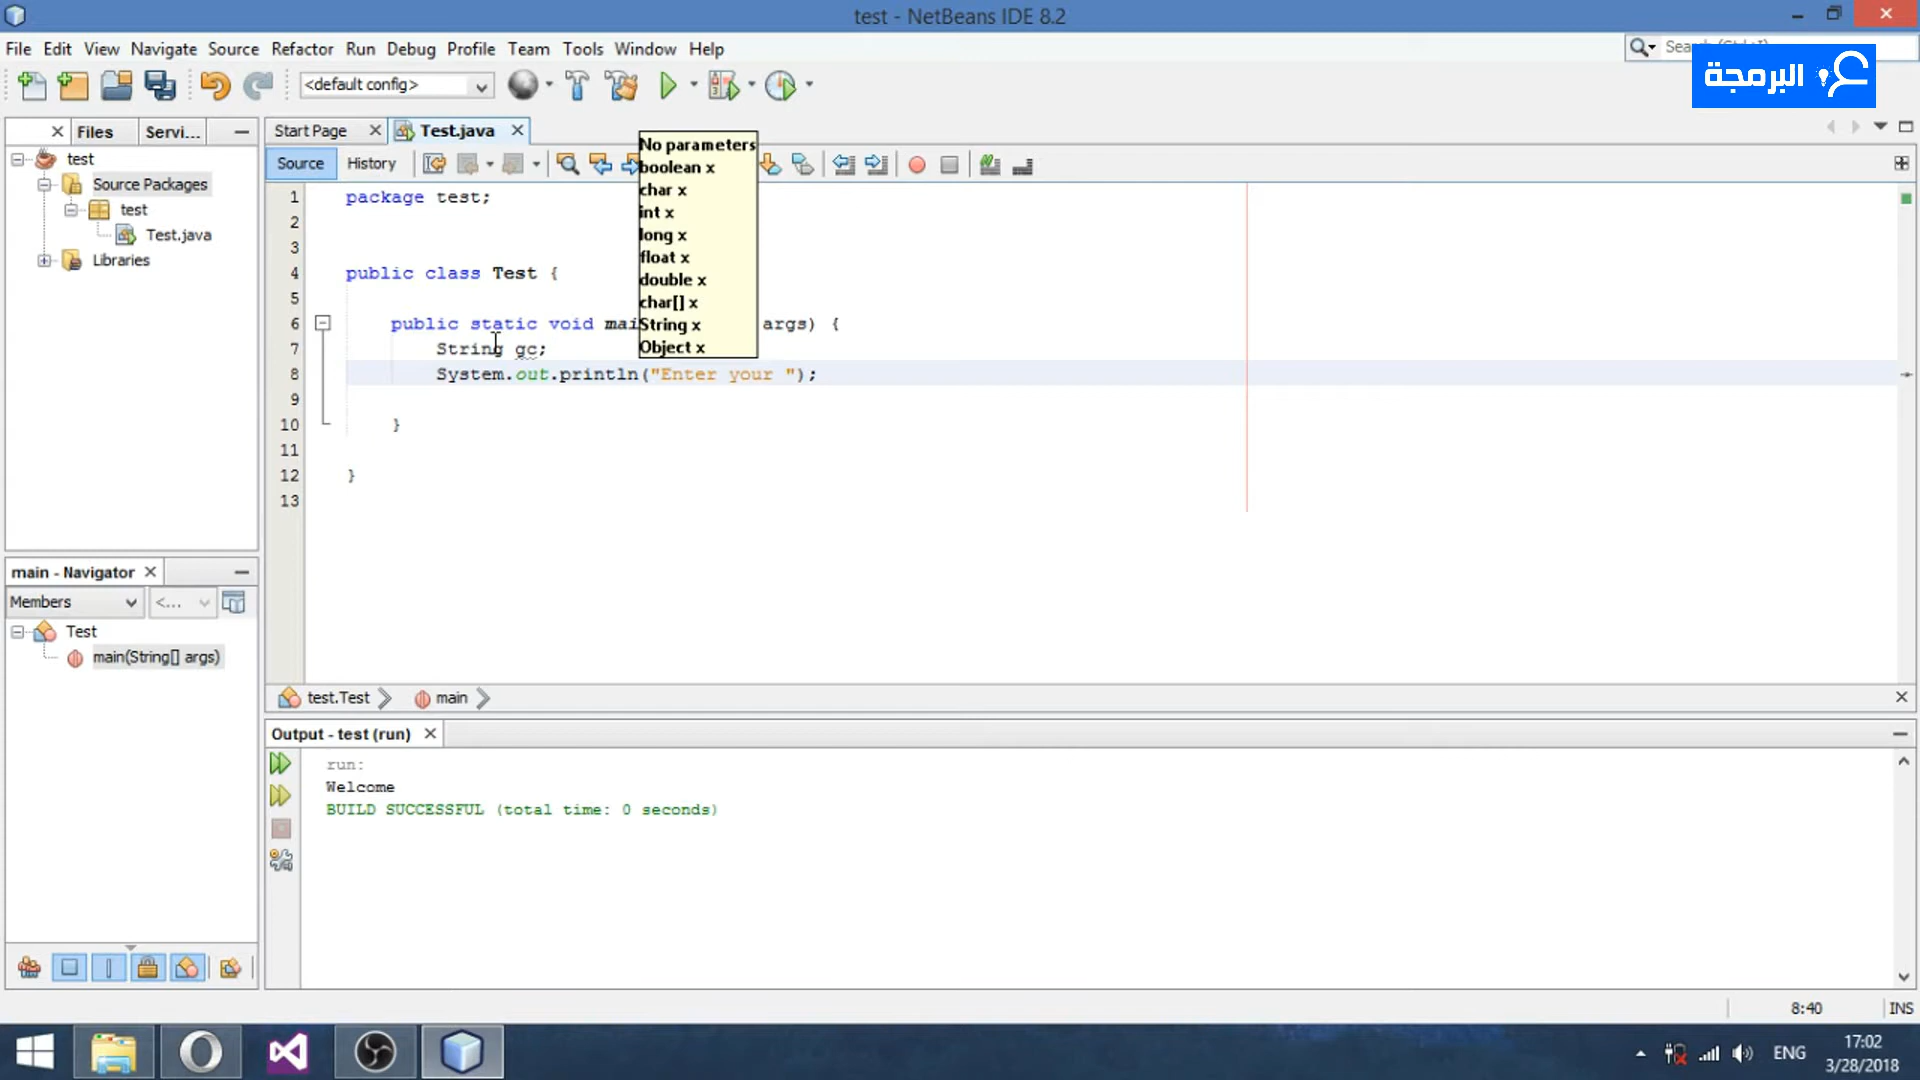 test - NetBeans IDE 8.2
File Edit View Navigate Source Refactor Run Debug Profile Team Tools Window Help
Search (Ctrl+I)
البرمجة
<default config>
Files Servi...
Start Page Test.java
Source History
test
Source Packages
test
Test.java
Libraries
No parameters
boolean x
char x
int x
long x
float x
double x
char[] x
String x
Object x
1 package test;
2
3
4 public class Test {
5
6 public static void mai args) {
7 String gc;
8 System.out.println("Enter your ");
9
10 }
11
12 }
13
main - Navigator
Members <...
Test
main(String[] args)
test.Test main
Output - test (run)
run:
Welcome
BUILD SUCCESSFUL (total time: 0 seconds)
8:40 INS
ENG
17:02
3/28/2018